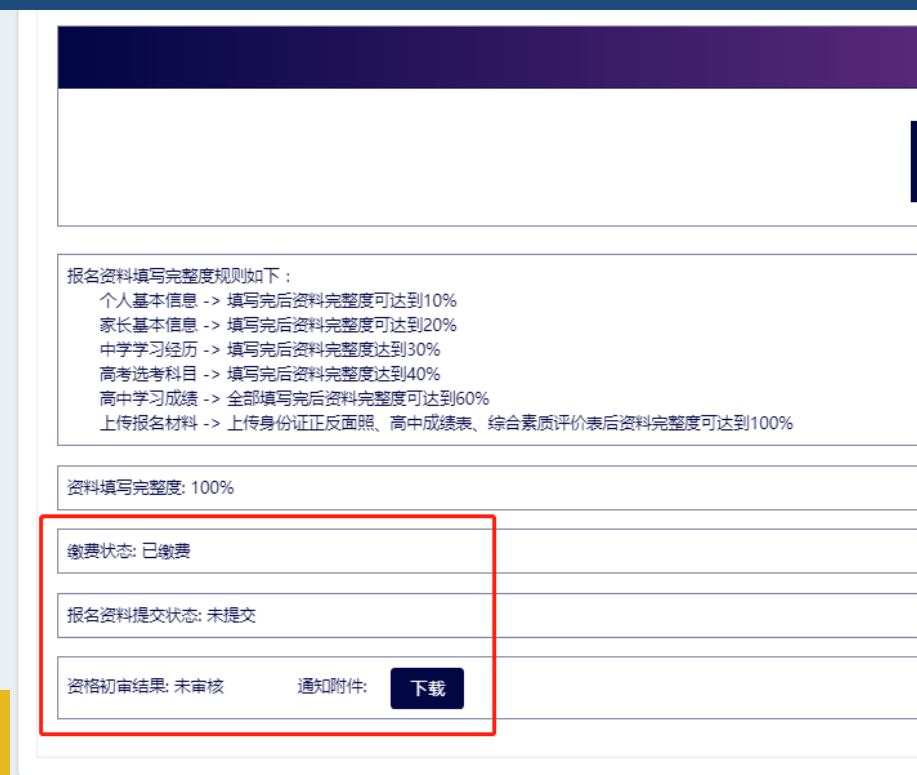 报名资料填写完整度规则如下：
个人基本信息 -> 填写完后资料完整度可达到10%
家长基本信息 -> 填写完后资料完整度可达到20%
中学学习经历 -> 填写完后资料完整度达到30%
高考选考科目 -> 填写完后资料完整度达到40%
高中学习成绩 -> 全部填写完后资料完整度可达到60%
上传报名材料 -> 上传身份证正反面照、高中成绩表、综合素质评价表后资料完整度可达到100%
资料填写完整度: 100%
缴费状态: 已缴费
报名资料提交状态: 未提交
资格初审结果: 未审核 通知附件: 下载